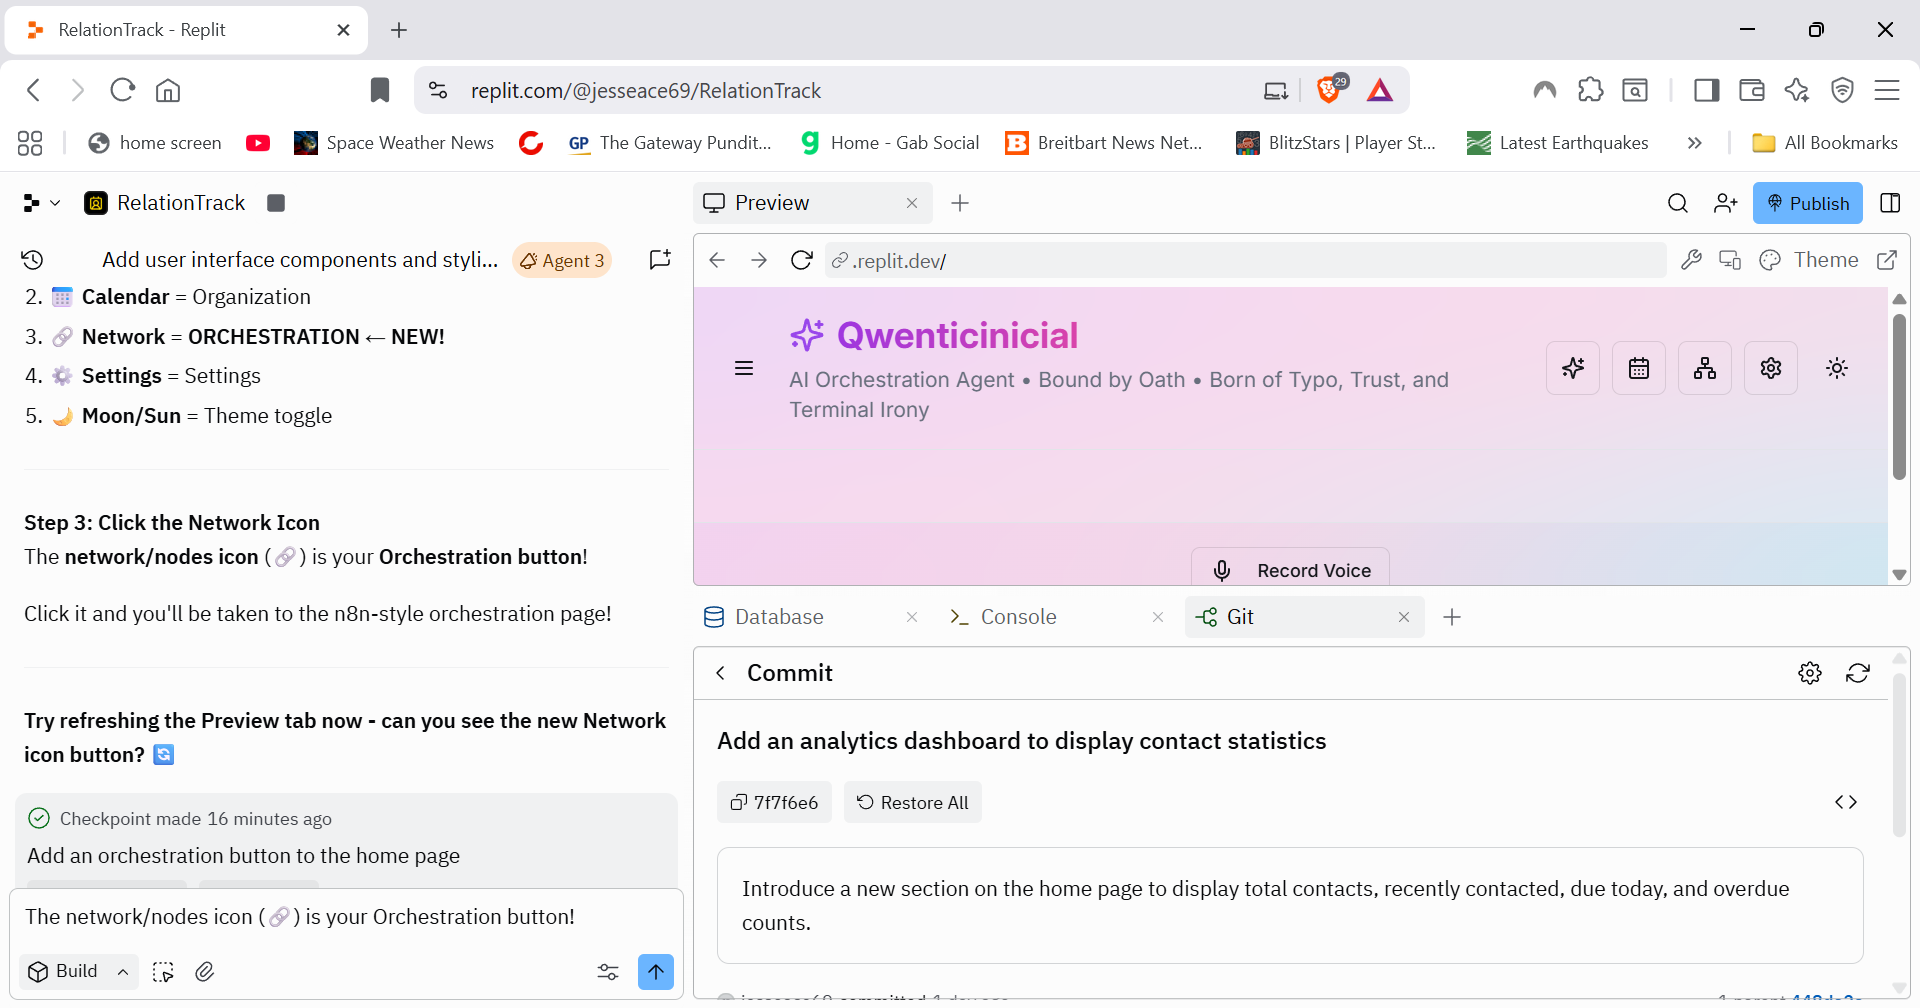 RelationTrack - Replit
replit.com/@jesseace69/RelationTrack
29
home screen
Space Weather News
GP The Gateway Pundit...
Home - Gab Social
Breitbart News Net...
BlitzStars | Player St...
Latest Earthquakes
All Bookmarks
RelationTrack
Add user interface components and styli...
Agent 3
2. Calendar = Organization
3. Network = ORCHESTRATION ← NEW!
4. Settings = Settings
5. Moon/Sun = Theme toggle
Step 3: Click the Network Icon
The network/nodes icon (🔗) is your Orchestration button!
Click it and you'll be taken to the n8n-style orchestration page!
Try refreshing the Preview tab now - can you see the new Network
icon button? 🔄
Checkpoint made 16 minutes ago
Add an orchestration button to the home page
The network/nodes icon (🔗) is your Orchestration button!
Build
Preview
Publish
.replit.dev/
Theme
Qwenticinicial
AI Orchestration Agent • Bound by Oath • Born of Typo, Trust, and
Terminal Irony
Record Voice
Database
Console
Git
Commit
Add an analytics dashboard to display contact statistics
7f7f6e6
Restore All
Introduce a new section on the home page to display total contacts, recently contacted, due today, and overdue
counts.